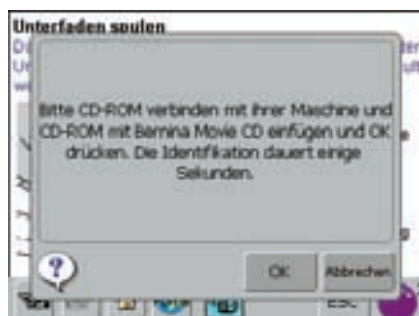 Unterfaden spulen
Bitte CD-ROM verbinden mit ihrer Maschine und
CD-ROM mit Bernina Movie CD einfügen und OK
drücken. Die Identifikation dauert einige
Sekunden.
?
OK
Abbrechen
ESC